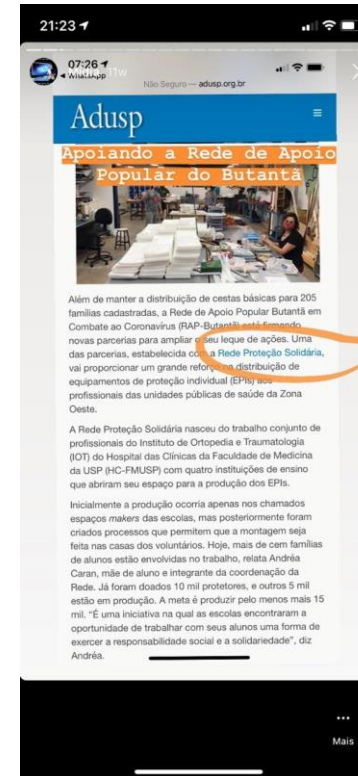 21:23
07:26
WhatsApp
11w
Não Seguro — adusp.org.br
Adusp
Apoiando a Rede de Apoio
Popular do Butantã
Além de manter a distribuição de cestas básicas para 205
famílias cadastradas, a Rede de Apoio Popular Butantã em
Combate ao Coronavírus (RAP-Butantã) está firmando
novas parcerias para ampliar o seu leque de ações. Uma
das parcerias, estabelecida com a Rede Proteção Solidária,
vai proporcionar um grande reforço na distribuição de
equipamentos de proteção individual (EPIs) aos
profissionais das unidades públicas de saúde da Zona
Oeste.
A Rede Proteção Solidária nasceu do trabalho conjunto de
profissionais do Instituto de Ortopedia e Traumatologia
(IOT) do Hospital das Clínicas da Faculdade de Medicina
da USP (HC-FMUSP) com quatro instituições de ensino
que abriram seu espaço para a produção dos EPIs.
Inicialmente a produção ocorria apenas nos chamados
espaços makers das escolas, mas posteriormente foram
criados processos que permitem que a montagem seja
feita nas casas dos voluntários. Hoje, mais de cem famílias
de alunos estão envolvidas no trabalho, relata Andréa
Caran, mãe de aluno e integrante da coordenação da
Rede. Já foram doados 10 mil protetores, e outros 5 mil
estão em produção. A meta é produzir pelo menos mais 15
mil. “É uma iniciativa na qual as escolas encontraram a
oportunidade de trabalhar com seus alunos uma forma de
exercer a responsabilidade social e a solidariedade”, diz
Andréa.
Mais